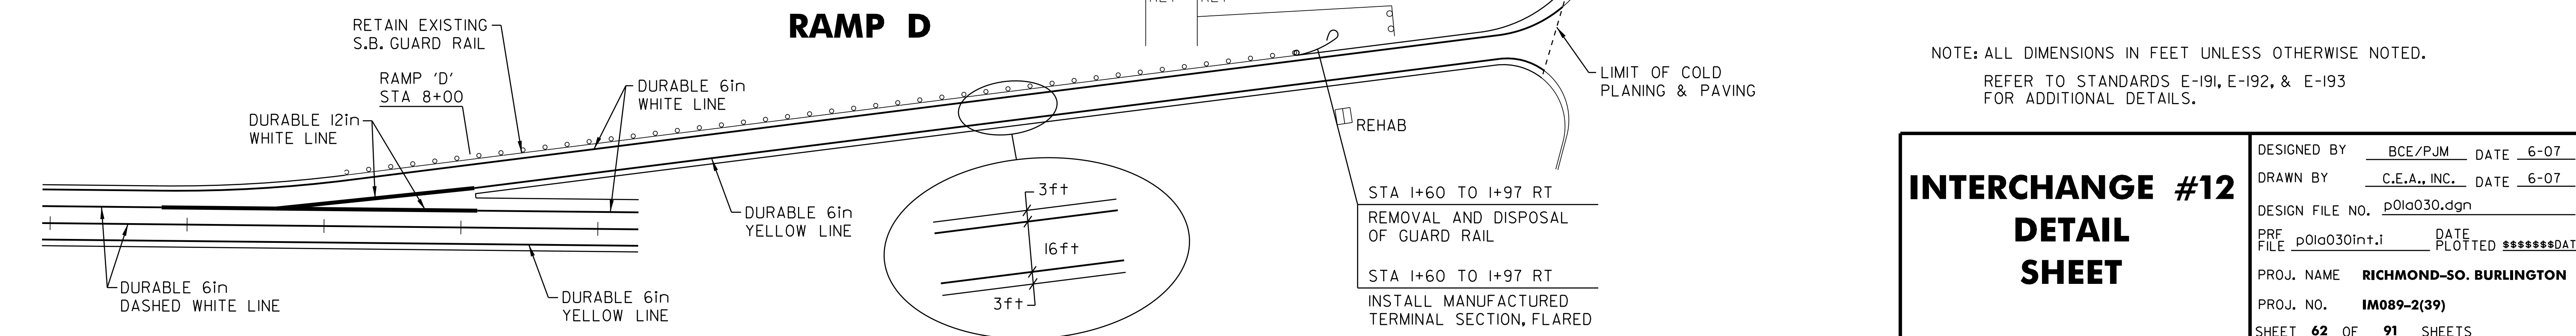 RETAIN EXISTING
S.B. GUARD RAIL
RAMP D
RAMP 'D'
STA 8+00
DURABLE 6in
WHITE LINE
DURABLE 12in
WHITE LINE
LIMIT OF COLD
PLANING & PAVING
REHAB
3ft
16ft
3ft
STA 1+60 TO 1+97 RT
REMOVAL AND DISPOSAL
OF GUARD RAIL
STA 1+60 TO 1+97 RT
INSTALL MANUFACTURED
TERMINAL SECTION, FLARED
DURABLE 6in
YELLOW LINE
DURABLE 6in
DASHED WHITE LINE
DURABLE 6in
YELLOW LINE
NOTE: ALL DIMENSIONS IN FEET UNLESS OTHERWISE NOTED.
REFER TO STANDARDS E-191, E-192, & E-193
FOR ADDITIONAL DETAILS.
INTERCHANGE #12
DETAIL
SHEET
DESIGNED BY BCE/PJM DATE 6-07
DRAWN BY C.E.A., INC. DATE 6-07
DESIGN FILE NO. p01a030.dgn
PRF FILE p01a030int.i DATE PLOTTED $$$$$$$DAT
PROJ. NAME RICHMOND-SO. BURLINGTON
PROJ. NO. IM089-2(39)
SHEET 62 OF 91 SHEETS